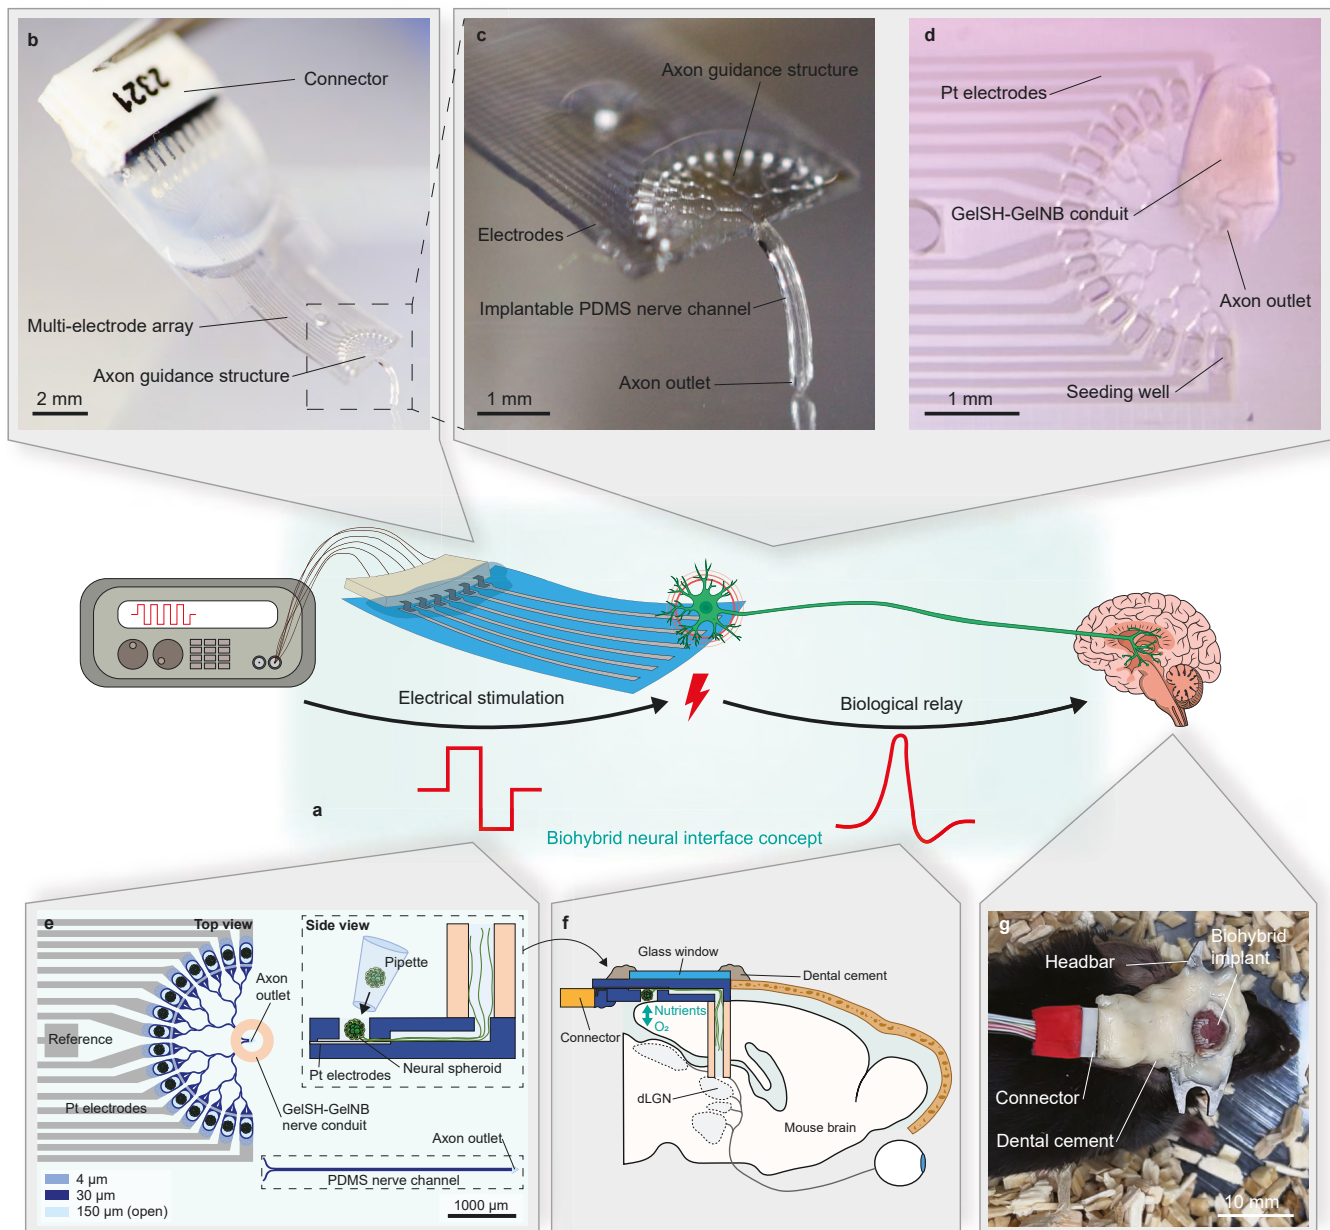 b
2321
Connector
Multi-electrode array
Axon guidance structure
2 mm
c
Axon guidance structure
Electrodes
Implantable PDMS nerve channel
Axon outlet
1 mm
d
Pt electrodes
GelSH-GelNB conduit
Axon outlet
Seeding well
1 mm
Electrical stimulation
Biological relay
a
Biohybrid neural interface concept
e
Top view
Axon
outlet
Reference
Pt electrodes
GelSH-GelNB
nerve conduit
4 µm
30 µm
150 µm (open)
Side view
Pipette
Pt electrodes
Neural spheroid
Axon outlet
PDMS nerve channel
1000 µm
f
Glass window
Dental cement
Connector
Nutrients
O₂
dLGN
Mouse brain
g
Biohybrid
implant
Headbar
Connector
Dental cement
10 mm